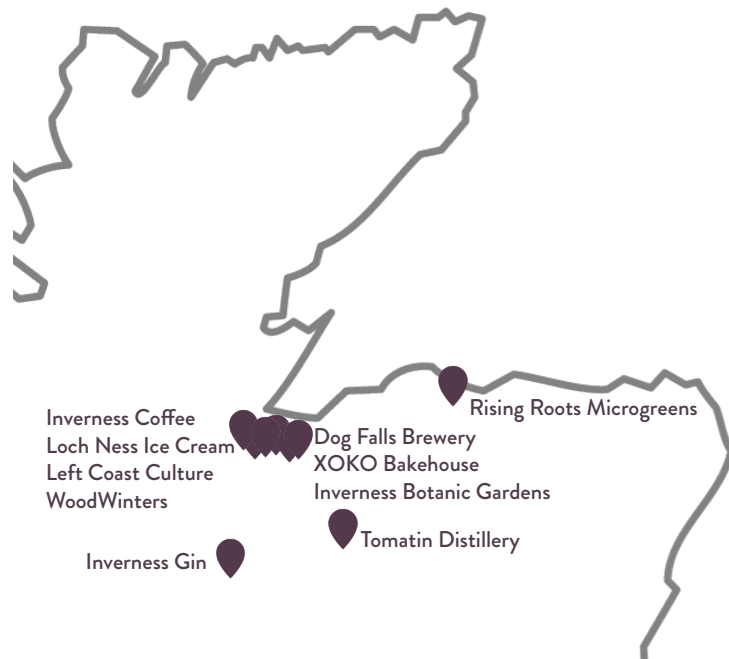 Inverness Coffee
Loch Ness Ice Cream
Left Coast Culture
WoodWinters
Dog Falls Brewery
XOKO Bakehouse
Inverness Botanic Gardens
Rising Roots Microgreens
Tomatin Distillery
Inverness Gin